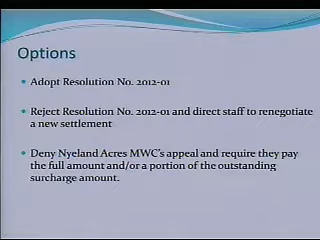 Options
Adopt Resolution No. 2012-01
Reject Resolution No. 2012-01 and direct staff to renegotiate
a new settlement
Deny Nyeland Acres MWC's appeal and require they pay
the full amount and/or a portion of the outstanding
surcharge amount.